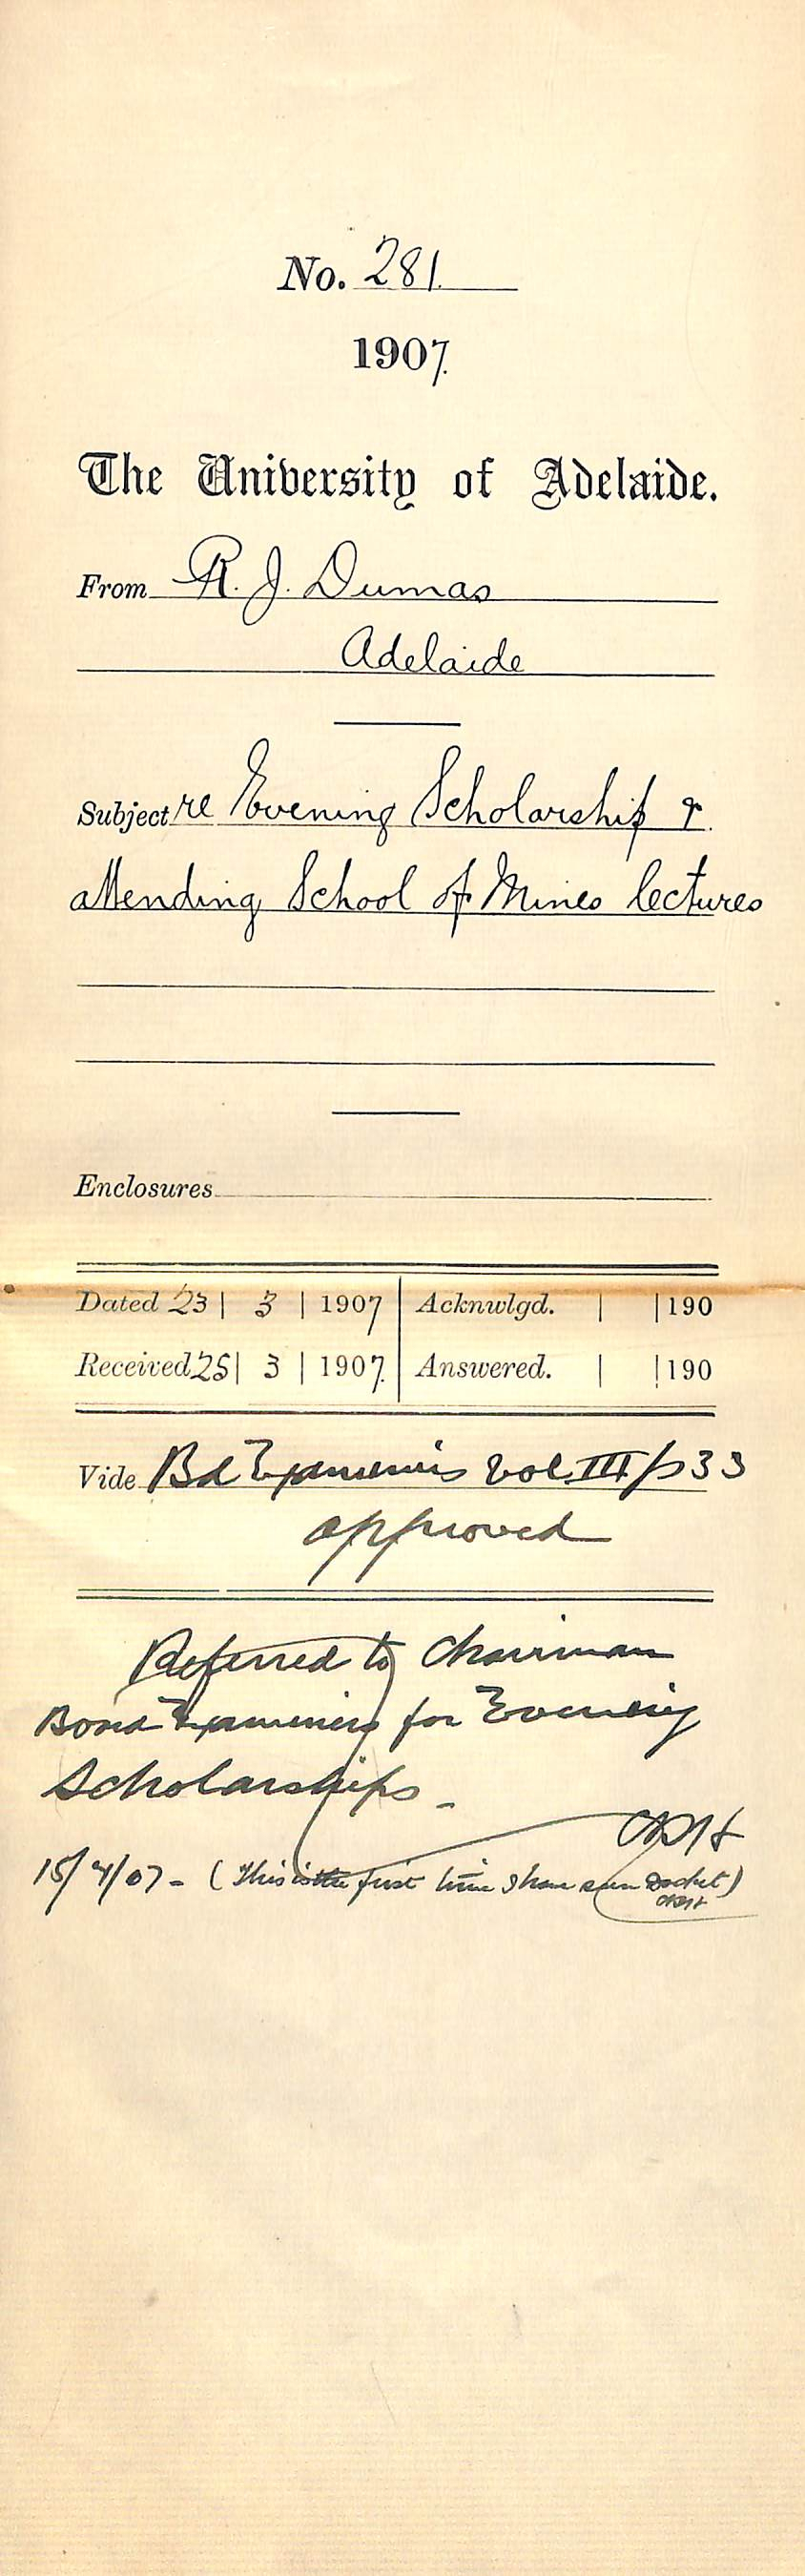 No. 281.
1907.
The University of Adelaide.
From R. J. Dumas
Adelaide
Subject re Evening Scholarship &
attending School of Mines lectures
Enclosures
Dated 23 | 3 | 1907 | Acknwlgd. | | 190
Received 25 | 3 | 1907. | Answered. | | 190
Vide Bd Examiners Vol III p 33
approved
Referred to Chairman
Board Examiners for Evening
Scholarships -
15/4/07 - (This is the first time I have seen Docket)